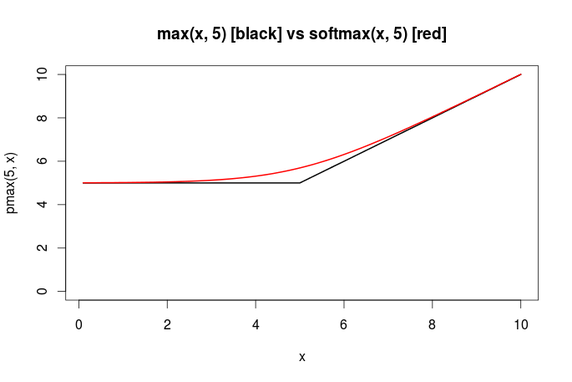 max(x, 5) [black] vs softmax(x, 5) [red]
pmax(5, x)
10
8
6
4
2
0
0 2 4 6 8 10
x